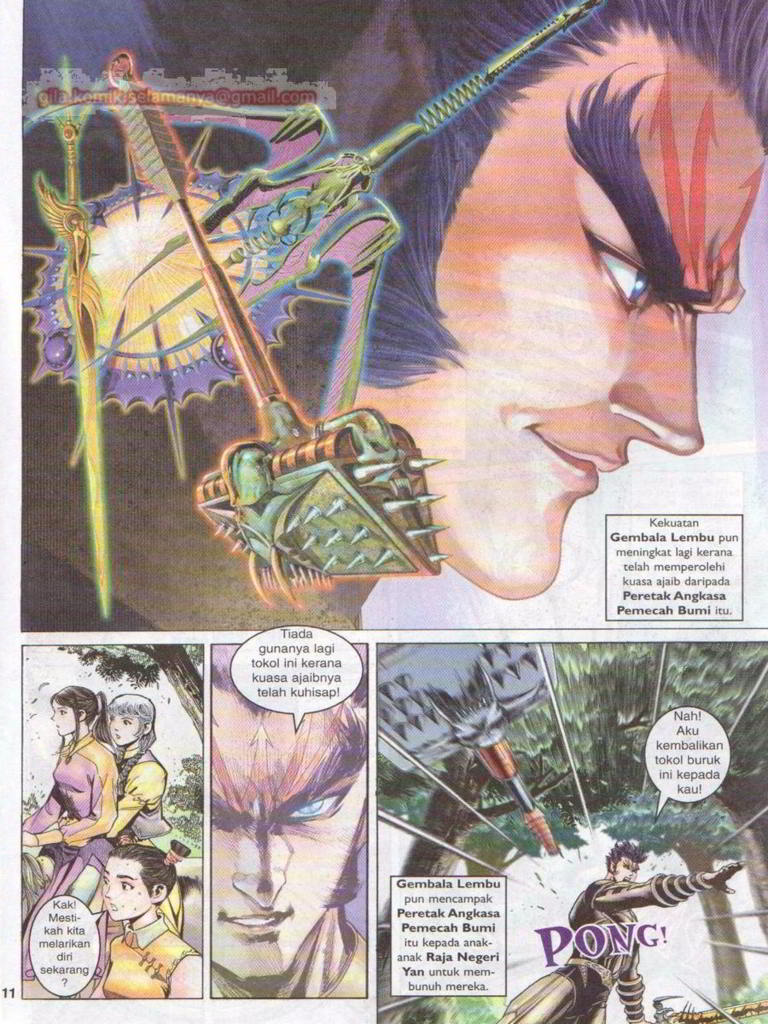 gila.komik.selamanya@gmail.com
Kekuatan
Gembala Lembu pun
meningkat lagi kerana
telah memperolehi
kuasa ajaib daripada
Peretak Angkasa
Pemecah Bumi itu.
Tiada
gunanya lagi
tokol ini kerana
kuasa ajaibnya
telah kuhisap!
Kak!
Mesti-
kah kita
melarikan
diri
sekarang
?
Nah!
Aku
kembalikan
tokol buruk
ini kepada
kau!
Gembala Lembu
pun mencampak
Peretak Angkasa
Pemecah Bumi
itu kepada anak-
anak Raja Negeri
Yan untuk mem-
bunuh mereka.
PONG!
11